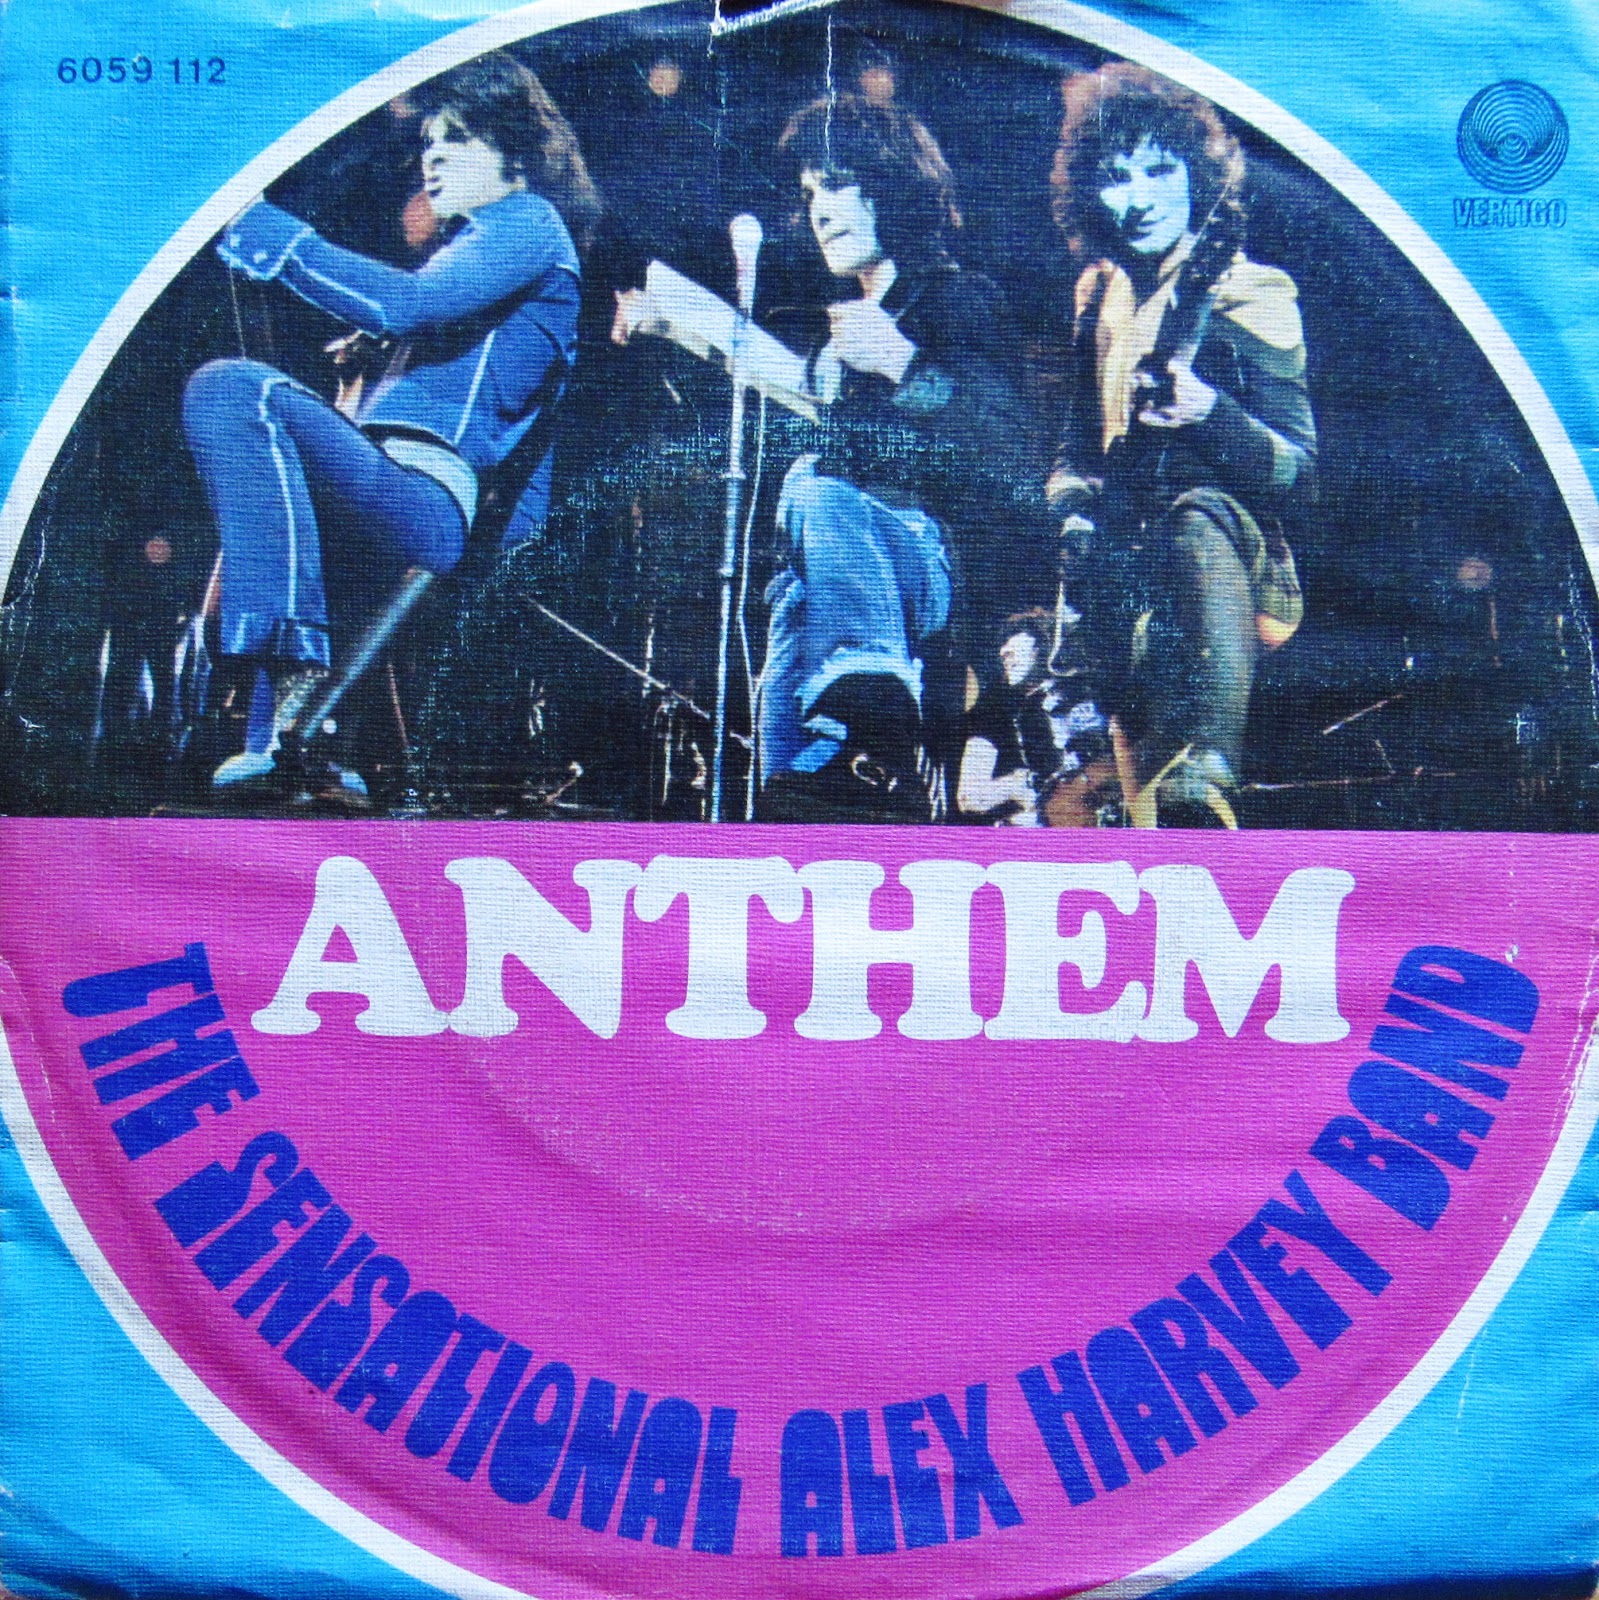 6059 112
VERTIGO
ANTHEM
THE SENSATIONAL ALEX HARVEY BAND